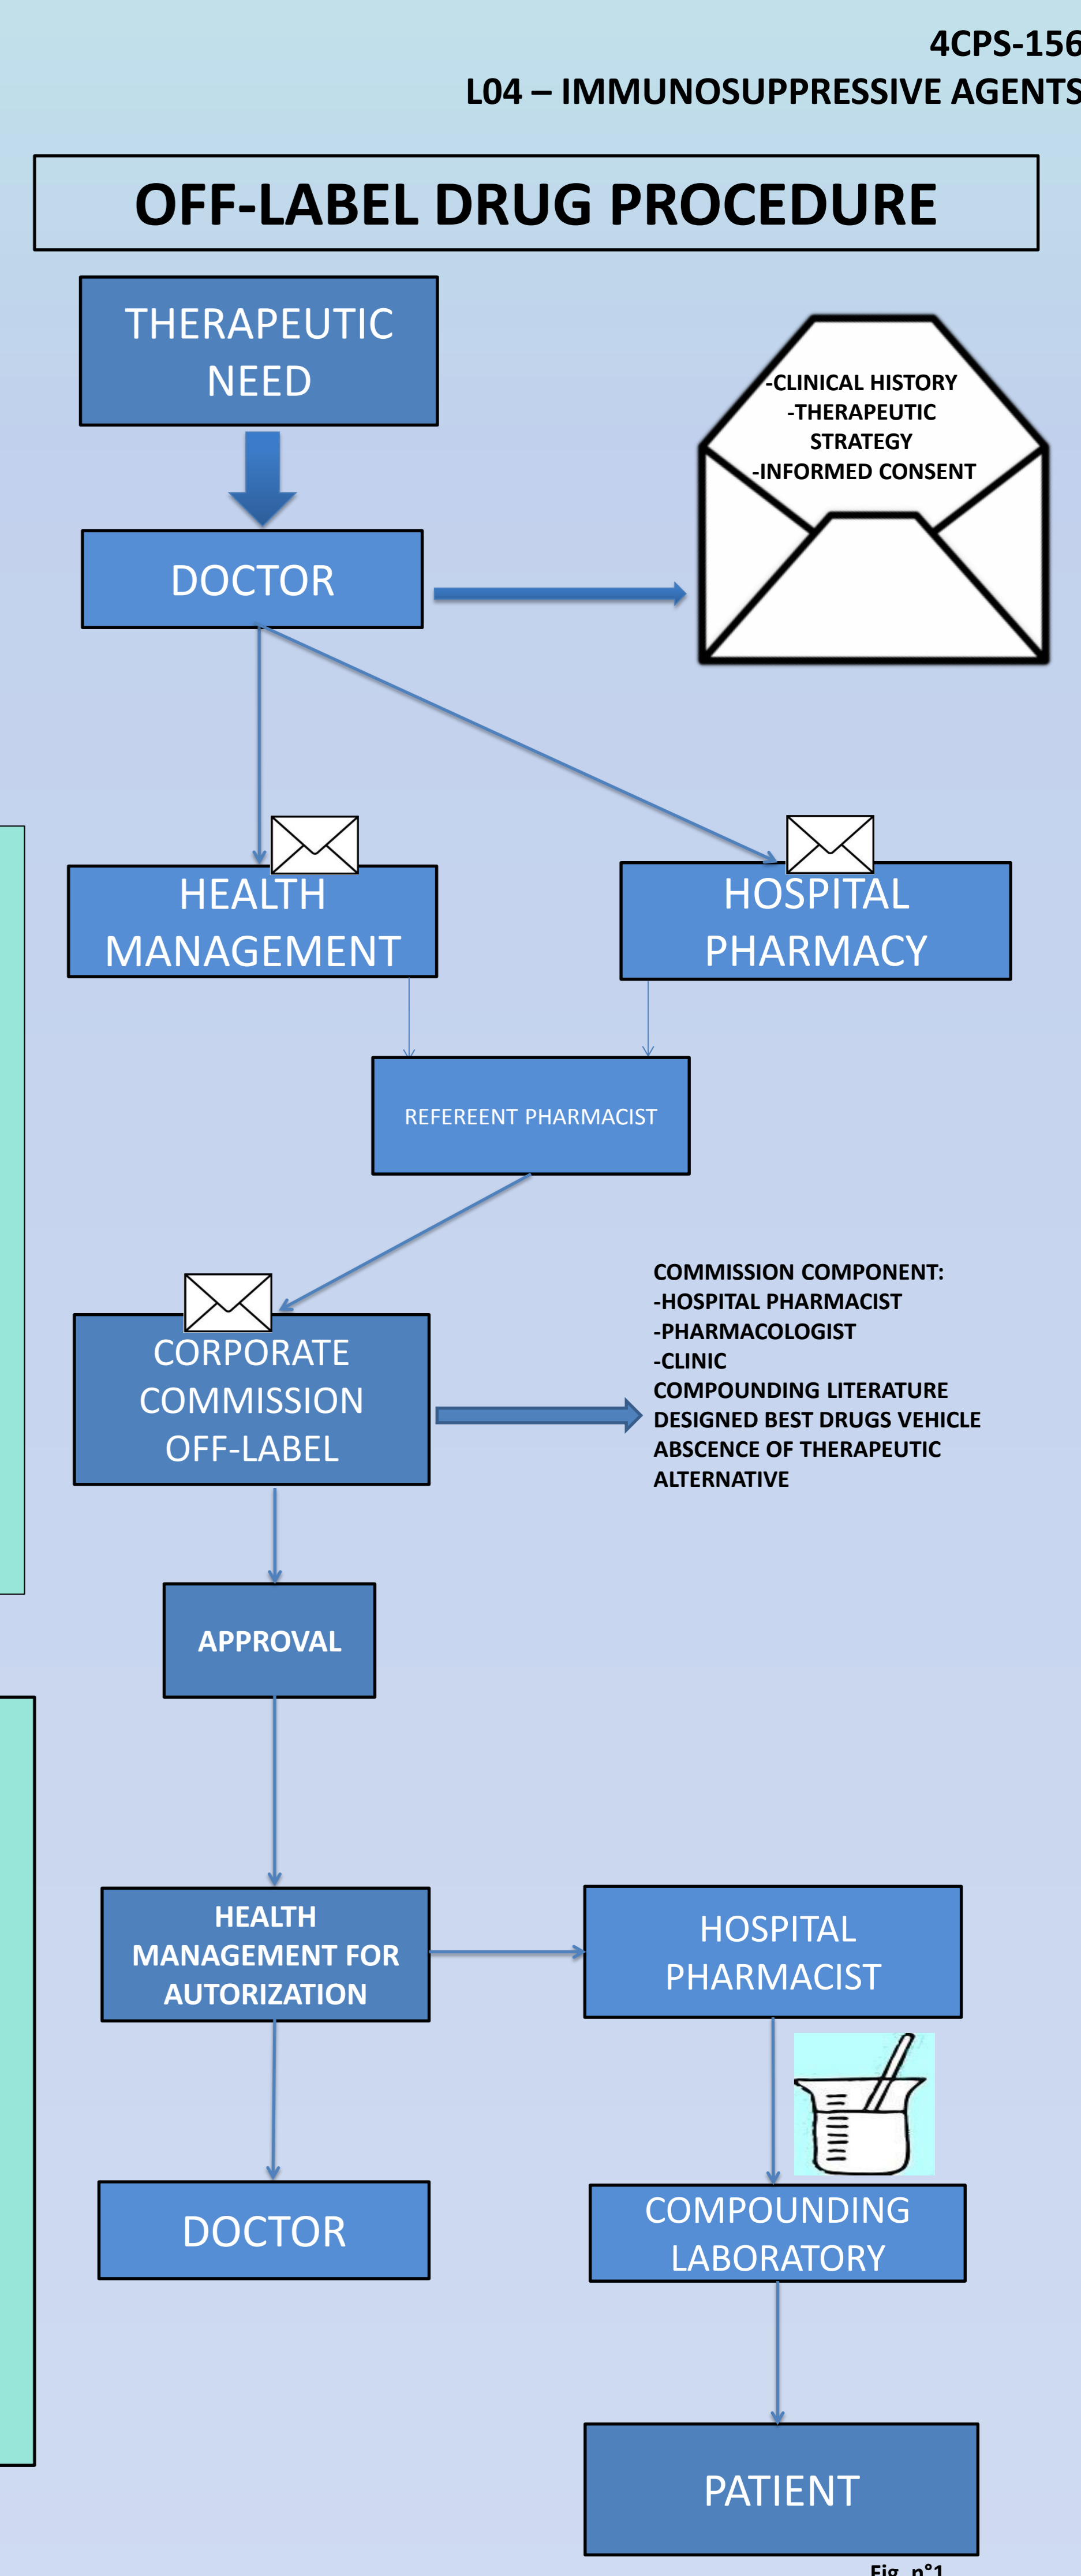 4CPS-156
L04 – IMMUNOSUPPRESSIVE AGENTS
OFF-LABEL DRUG PROCEDURE
THERAPEUTIC
NEED
-CLINICAL HISTORY
-THERAPEUTIC
STRATEGY
-INFORMED CONSENT
DOCTOR
HEALTH
MANAGEMENT
HOSPITAL
PHARMACY
REFEREENT PHARMACIST
COMMISSION COMPONENT:
-HOSPITAL PHARMACIST
-PHARMACOLOGIST
-CLINIC
COMPOUNDING LITERATURE
DESIGNED BEST DRUGS VEHICLE
ABSCENCE OF THERAPEUTIC
ALTERNATIVE
CORPORATE
COMMISSION
OFF-LABEL
APPROVAL
HEALTH
MANAGEMENT FOR
AUTORIZATION
HOSPITAL
PHARMACIST
DOCTOR
COMPOUNDING
LABORATORY
PATIENT
Fig. n°1